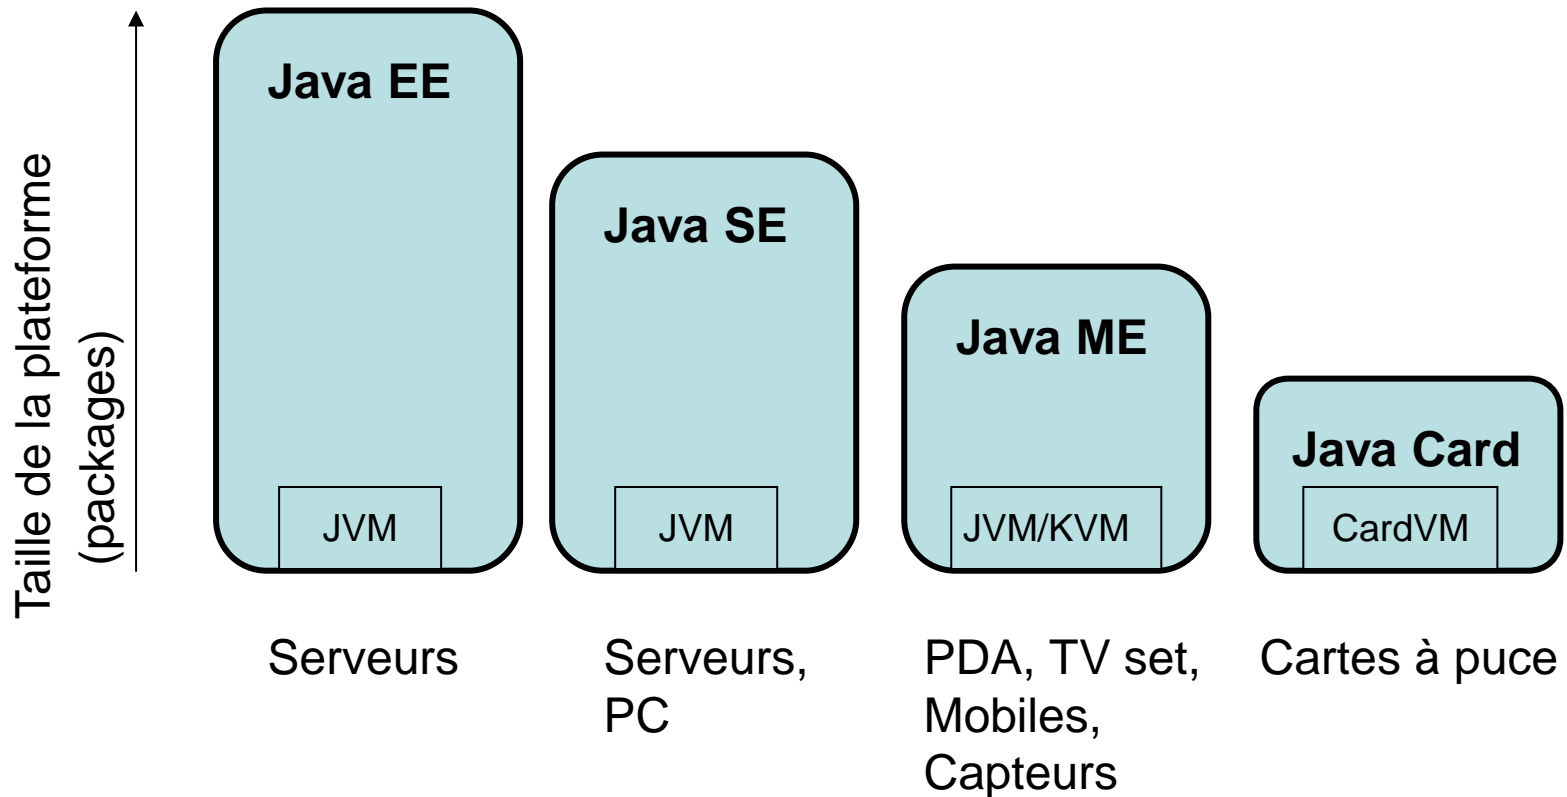 Taille de la plateforme
(packages)
Java EE
JVM
Serveurs
Java SE
JVM
Serveurs,
PC
Java ME
JVM/KVM
PDA, TV set,
Mobiles,
Capteurs
Java Card
CardVM
Cartes à puce